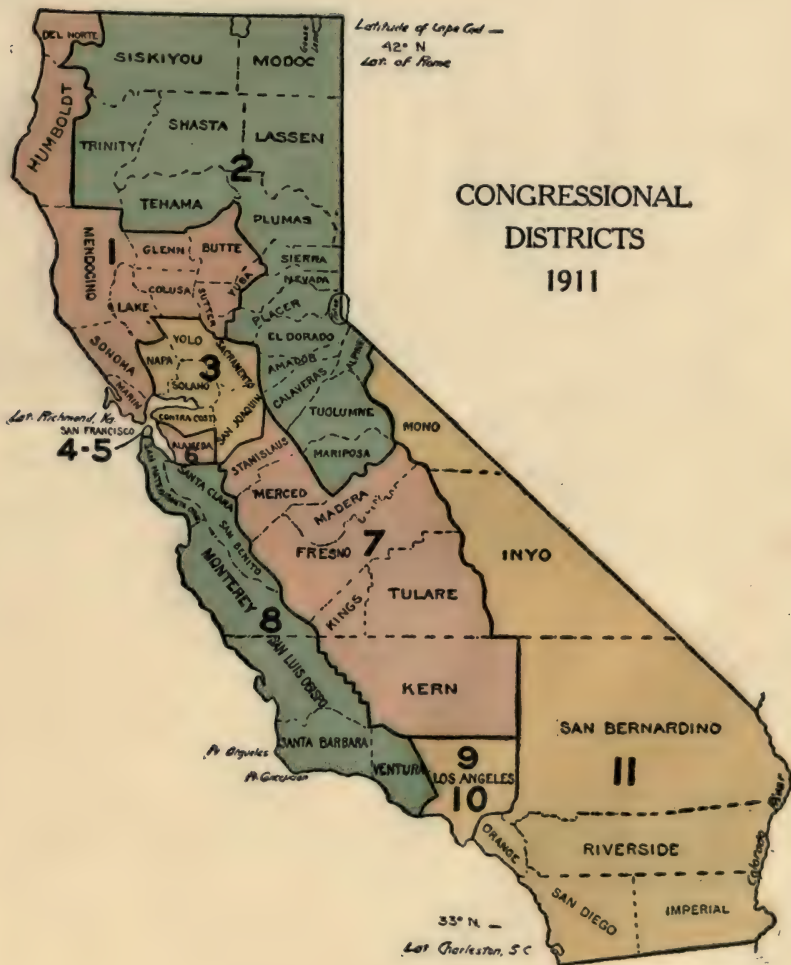 Latitude of Cape Cod —
42° N
Lat. of Rome
CONGRESSIONAL
DISTRICTS
1911
DEL NORTE
SISKIYOU
MODOC
Goose
HUMBOLDT
TRINITY
SHASTA
LASSEN
2
TEHAMA
PLUMAS
MENDOCINO
1
GLENN
BUTTE
SIERRA
NEVADA
COLUSA
SUTTER
YUBA
PLACER
LAKE
EL DORADO
SONOMA
YOLO
SACRAMENTO
NAPA
3
AMADOR
ALPINE
SOLANO
CALAVERAS
MARIN
TUOLUMNE
MONO
Lat. Richmond, Va.
CONTRA COSTA
SAN JOAQUIN
SAN FRANCISCO
4-5
ALAMEDA
6
STANISLAUS
MARIPOSA
SAN MATEO
SANTA CRUZ
SANTA CLARA
MERCED
MADERA
SAN BENITO
FRESNO
7
INYO
MONTEREY
KINGS
TULARE
8
SAN LUIS OBISPO
KERN
SAN BERNARDINO
SANTA BARBARA
VENTURA
9
LOS ANGELES
10
11
Pt Arguello
ORANGE
RIVERSIDE
Colorado River
SAN DIEGO
IMPERIAL
33° N. —
Lat Charleston, S C